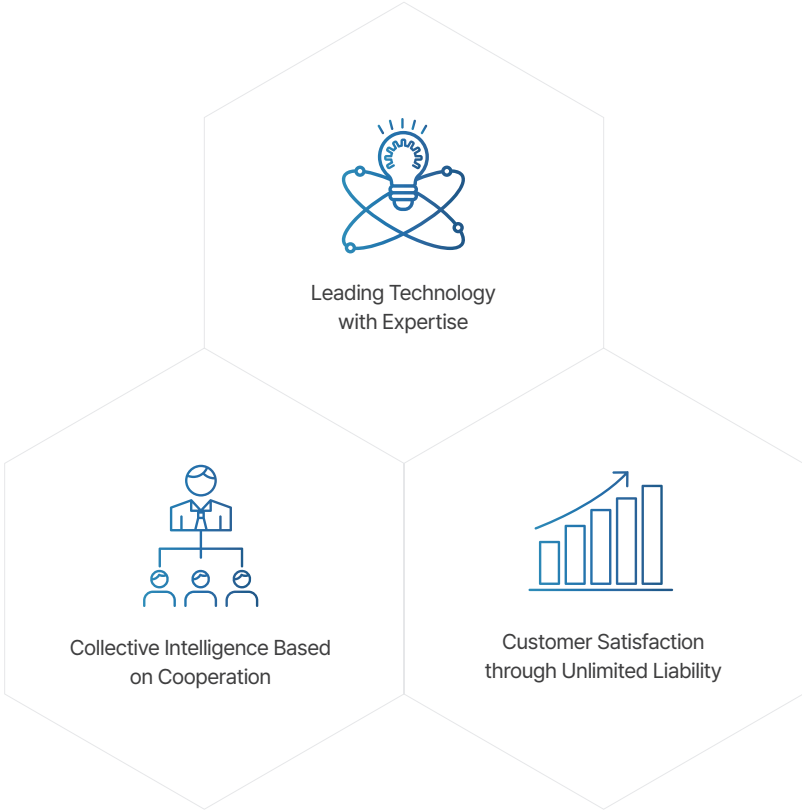 Leading Technology
with Expertise
Collective Intelligence Based
on Cooperation
Customer Satisfaction
through Unlimited Liability